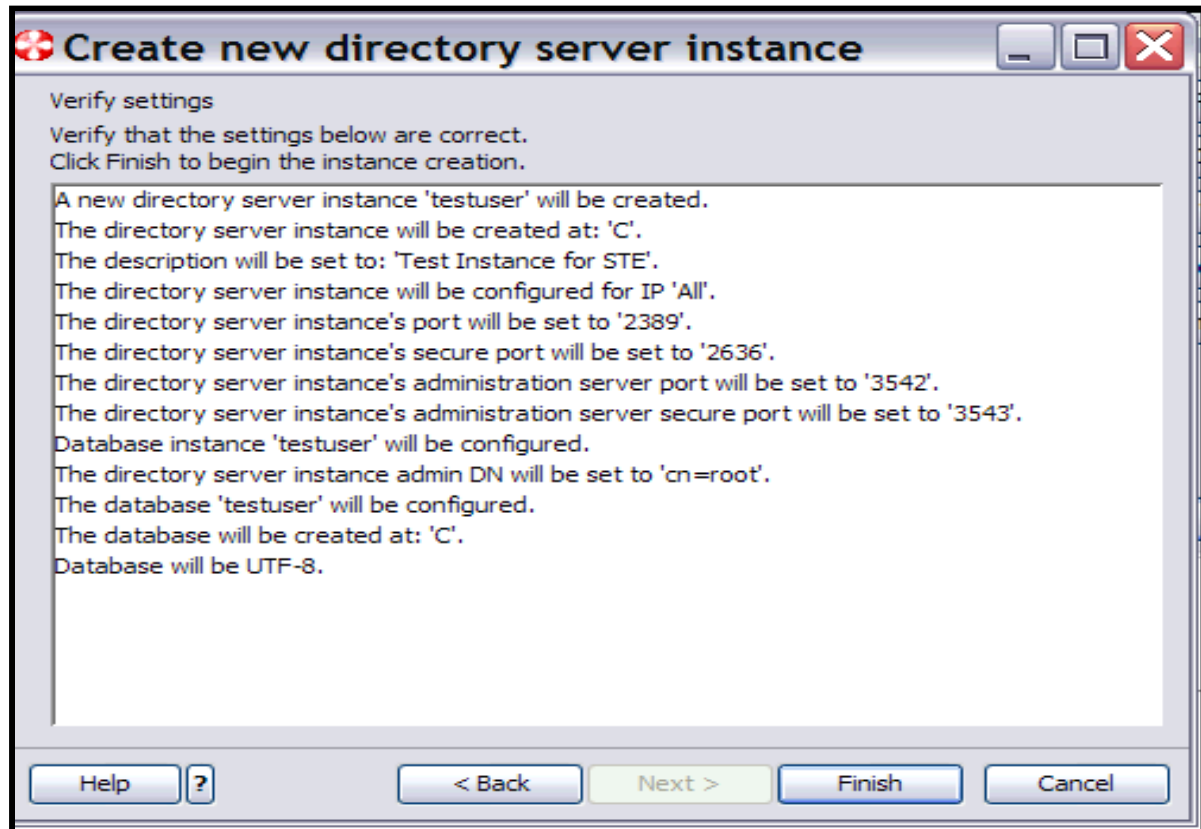 Create new directory server instance
Verify settings
Verify that the settings below are correct.
Click Finish to begin the instance creation.
A new directory server instance 'testuser' will be created.
The directory server instance will be created at: 'C'.
The description will be set to: 'Test Instance for STE'.
The directory server instance will be configured for IP 'All'.
The directory server instance's port will be set to '2389'.
The directory server instance's secure port will be set to '2636'.
The directory server instance's administration server port will be set to '3542'.
The directory server instance's administration server secure port will be set to '3543'.
Database instance 'testuser' will be configured.
The directory server instance admin DN will be set to 'cn=root'.
The database 'testuser' will be configured.
The database will be created at: 'C'.
Database will be UTF-8.
Help ? < Back Next > Finish Cancel